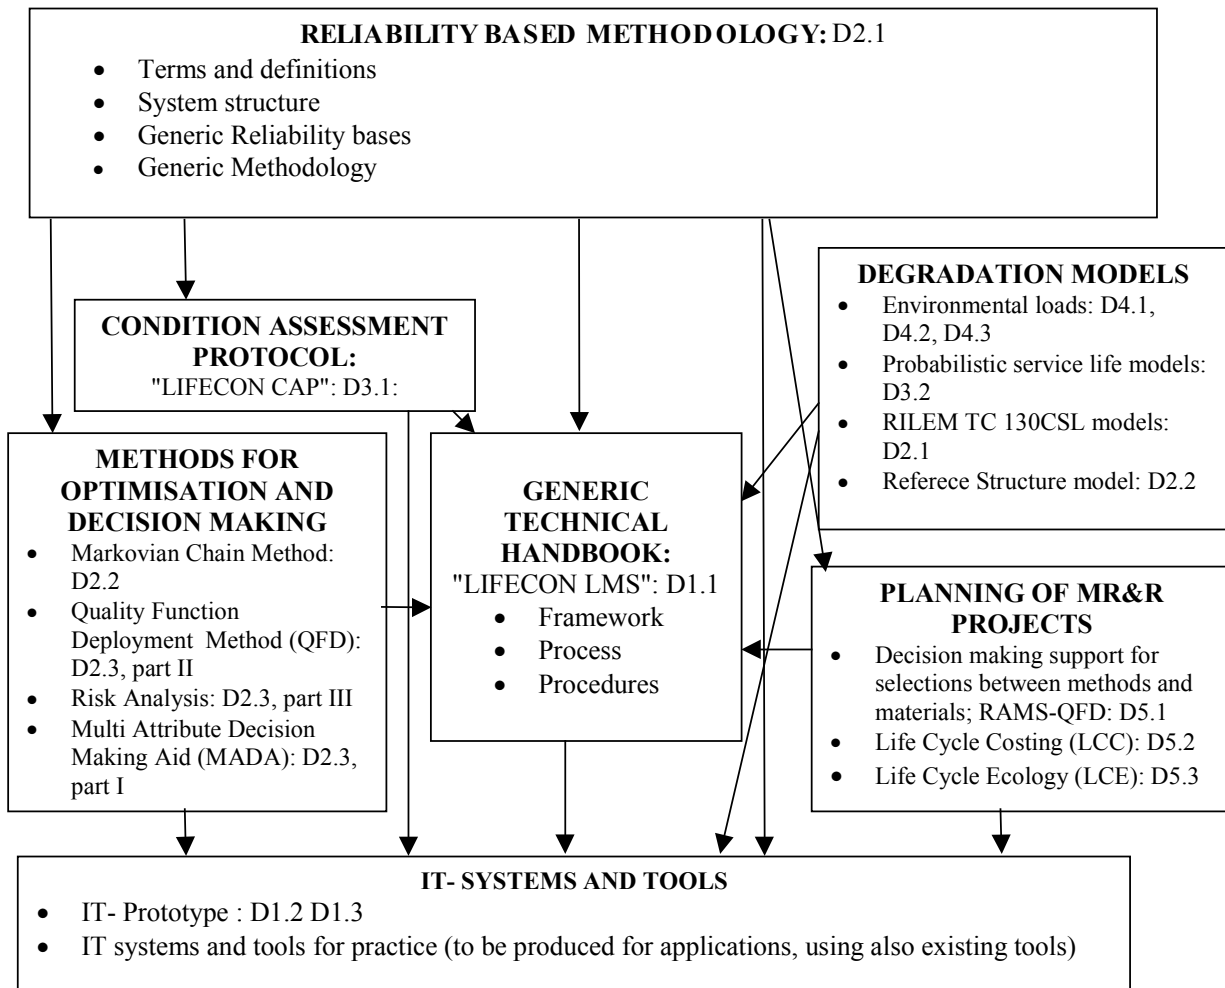 RELIABILITY BASED METHODOLOGY: D2.1
• Terms and definitions
• System structure
• Generic Reliability bases
• Generic Methodology
DEGRADATION MODELS
• Environmental loads: D4.1,
D4.2, D4.3
• Probabilistic service life models:
D3.2
• RILEM TC 130CSL models:
D2.1
• Referece Structure model: D2.2
CONDITION ASSESSMENT
PROTOCOL:
"LIFECON CAP": D3.1:
METHODS FOR
OPTIMISATION AND
DECISION MAKING
• Markovian Chain Method:
D2.2
• Quality Function
Deployment Method (QFD):
D2.3, part II
• Risk Analysis: D2.3, part III
• Multi Attribute Decision
Making Aid (MADA): D2.3,
part I
GENERIC
TECHNICAL
HANDBOOK:
"LIFECON LMS": D1.1
• Framework
• Process
• Procedures
PLANNING OF MR&R
PROJECTS
• Decision making support for
selections between methods and
materials; RAMS-QFD: D5.1
• Life Cycle Costing (LCC): D5.2
• Life Cycle Ecology (LCE): D5.3
IT- SYSTEMS AND TOOLS
• IT- Prototype : D1.2 D1.3
• IT systems and tools for practice (to be produced for applications, using also existing tools)